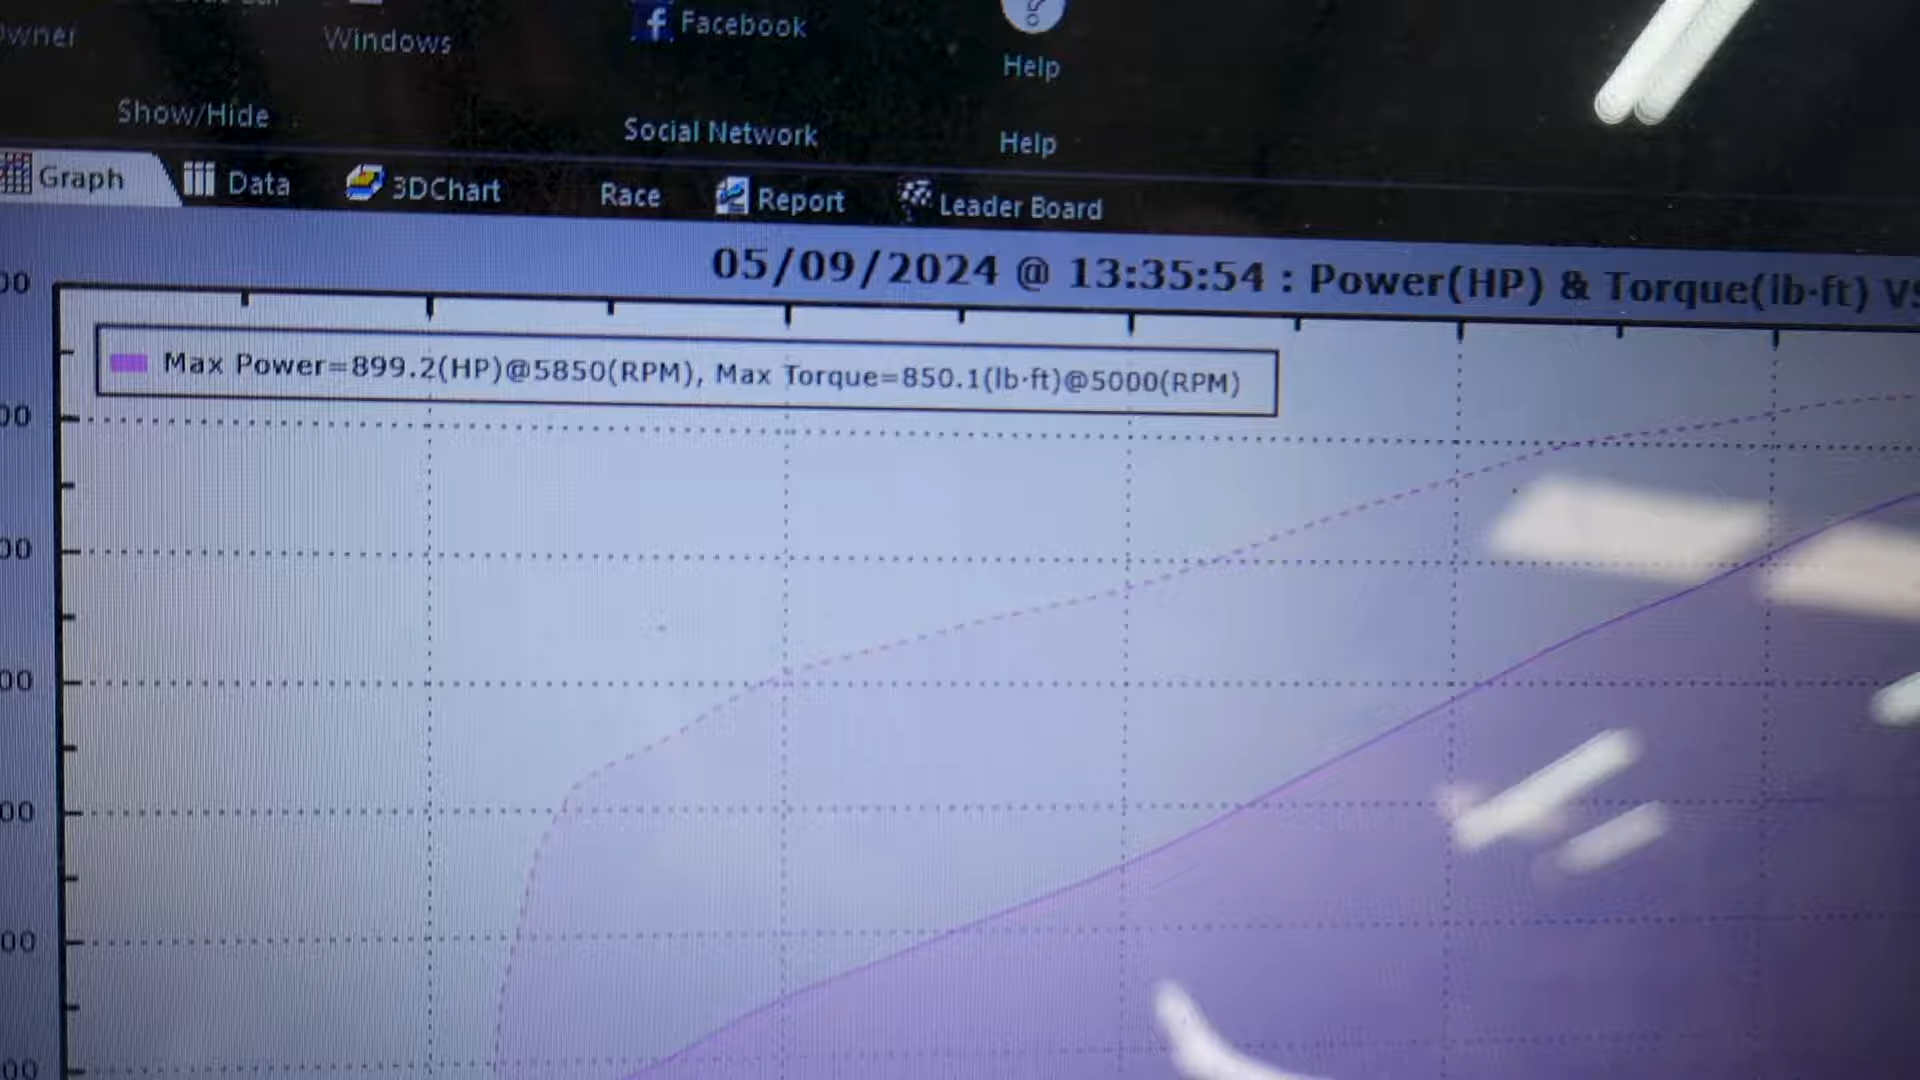 Windows
Facebook
Help
Show/Hide
Social Network
Help
Graph
Data
3DChart
Race
Report
Leader Board
05/09/2024 @ 13:35:54 : Power(HP) & Torque(lb-ft)
Max Power=899.2(HP)@5850(RPM), Max Torque=850.1(lb·ft)@5000(RPM)